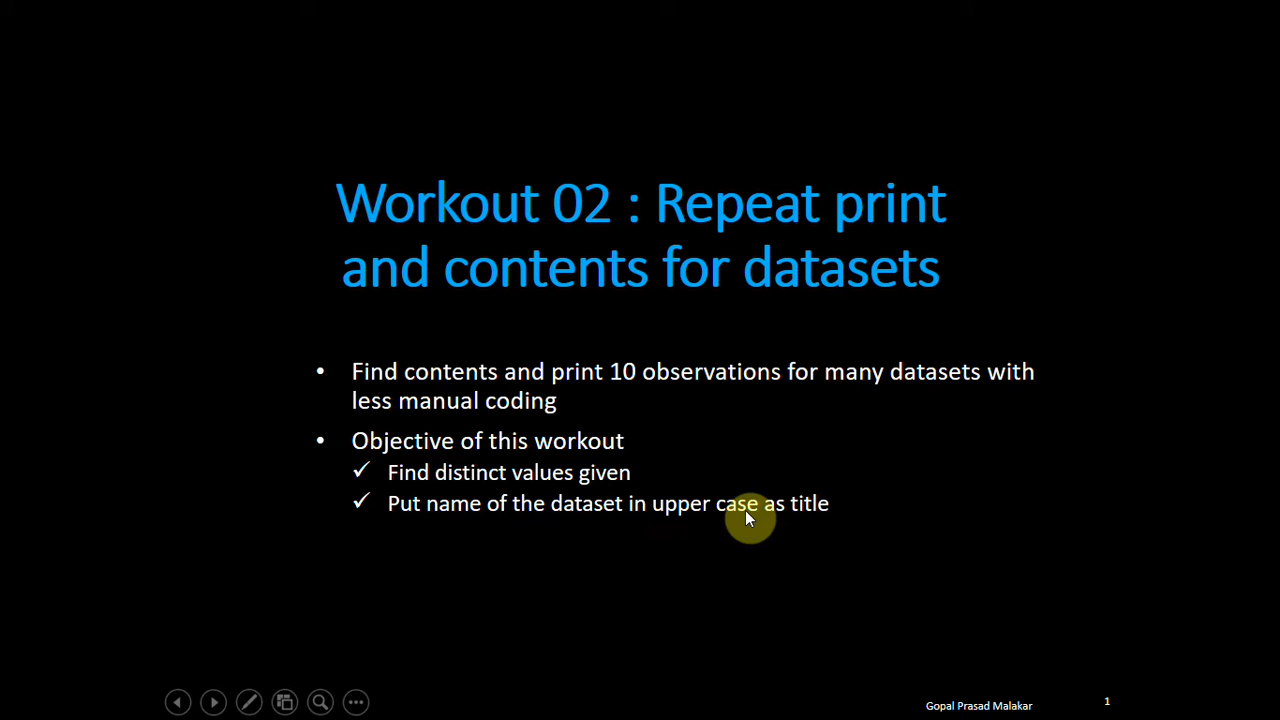 Workout 02 : Repeat print
and contents for datasets
• Find contents and print 10 observations for many datasets with
less manual coding
• Objective of this workout
✓ Find distinct values given
✓ Put name of the dataset in upper case as title
Gopal Prasad Malakar
1